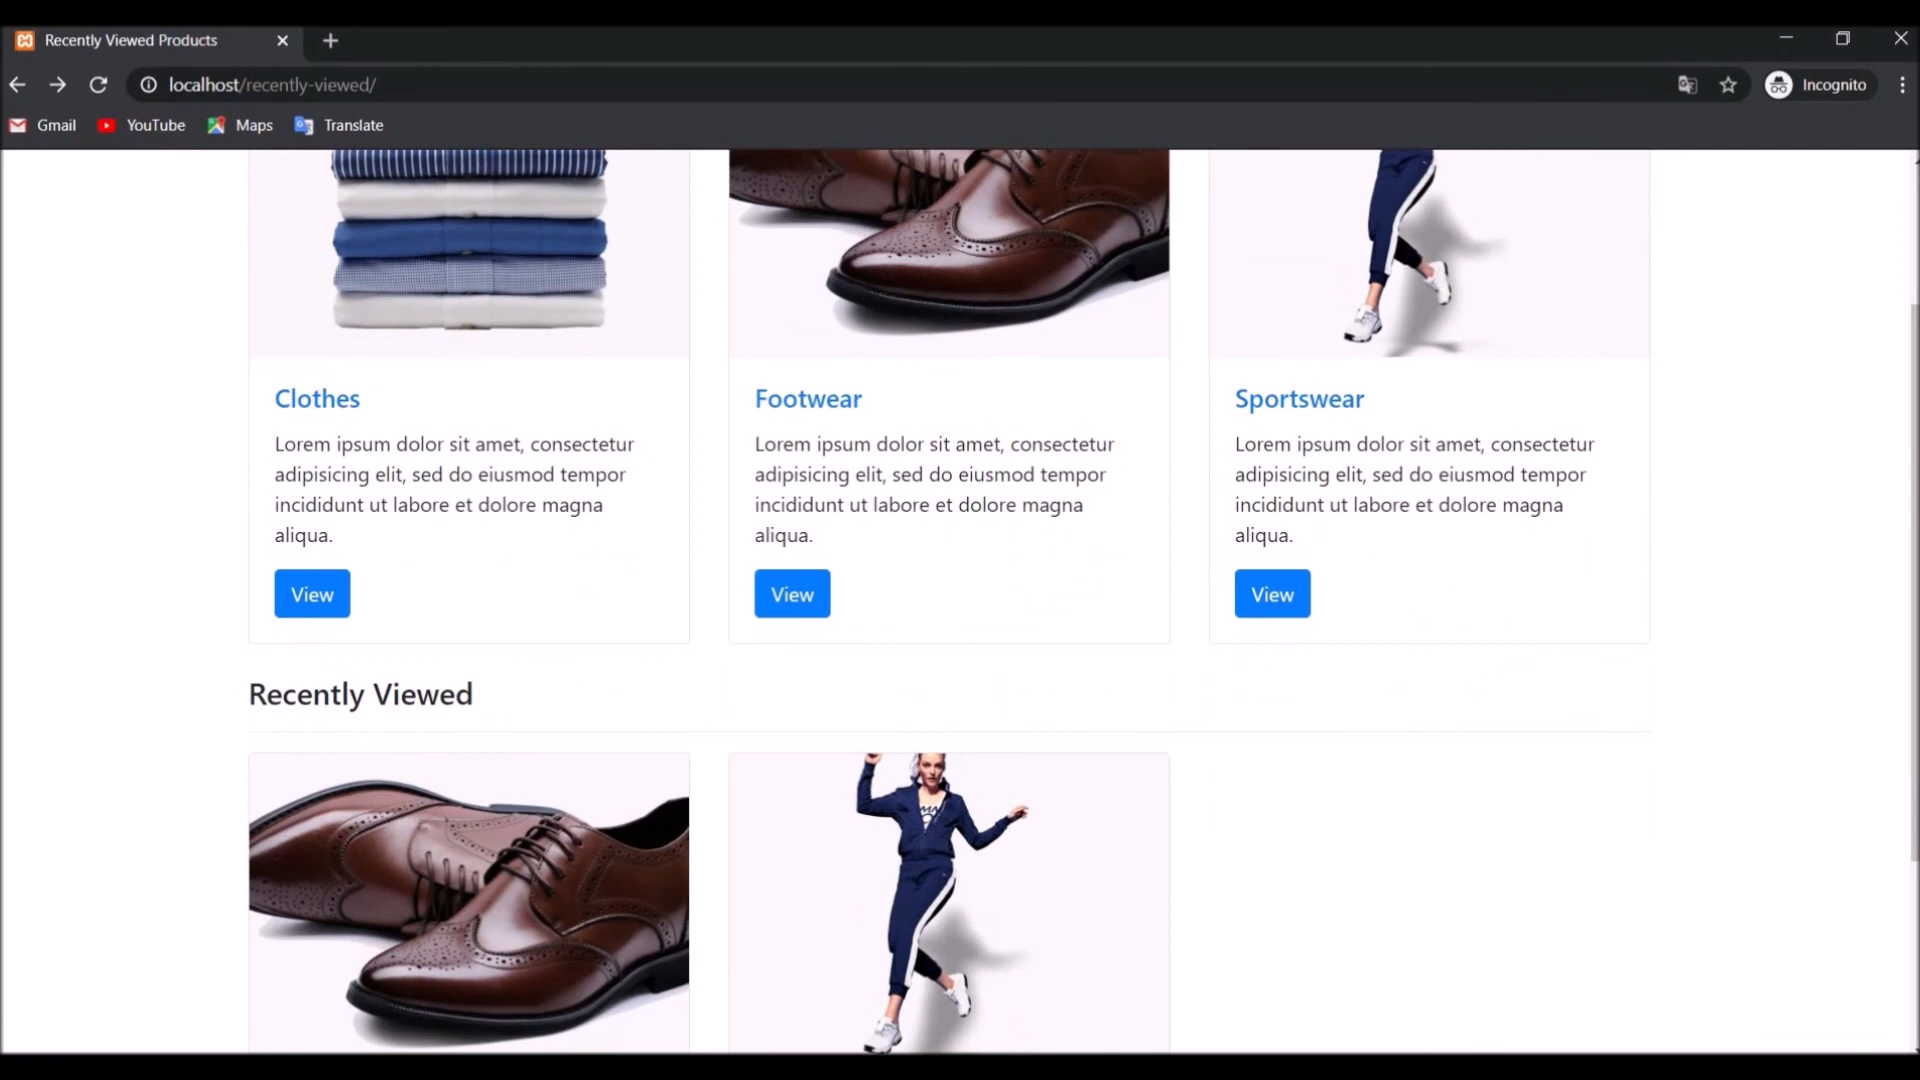 Recently Viewed Products
localhost/recently-viewed/
Incognito
Gmail YouTube Maps Translate
Clothes
Lorem ipsum dolor sit amet, consectetur
adipisicing elit, sed do eiusmod tempor
incididunt ut labore et dolore magna
aliqua.
View
Footwear
Lorem ipsum dolor sit amet, consectetur
adipisicing elit, sed do eiusmod tempor
incididunt ut labore et dolore magna
aliqua.
View
Sportswear
Lorem ipsum dolor sit amet, consectetur
adipisicing elit, sed do eiusmod tempor
incididunt ut labore et dolore magna
aliqua.
View
Recently Viewed